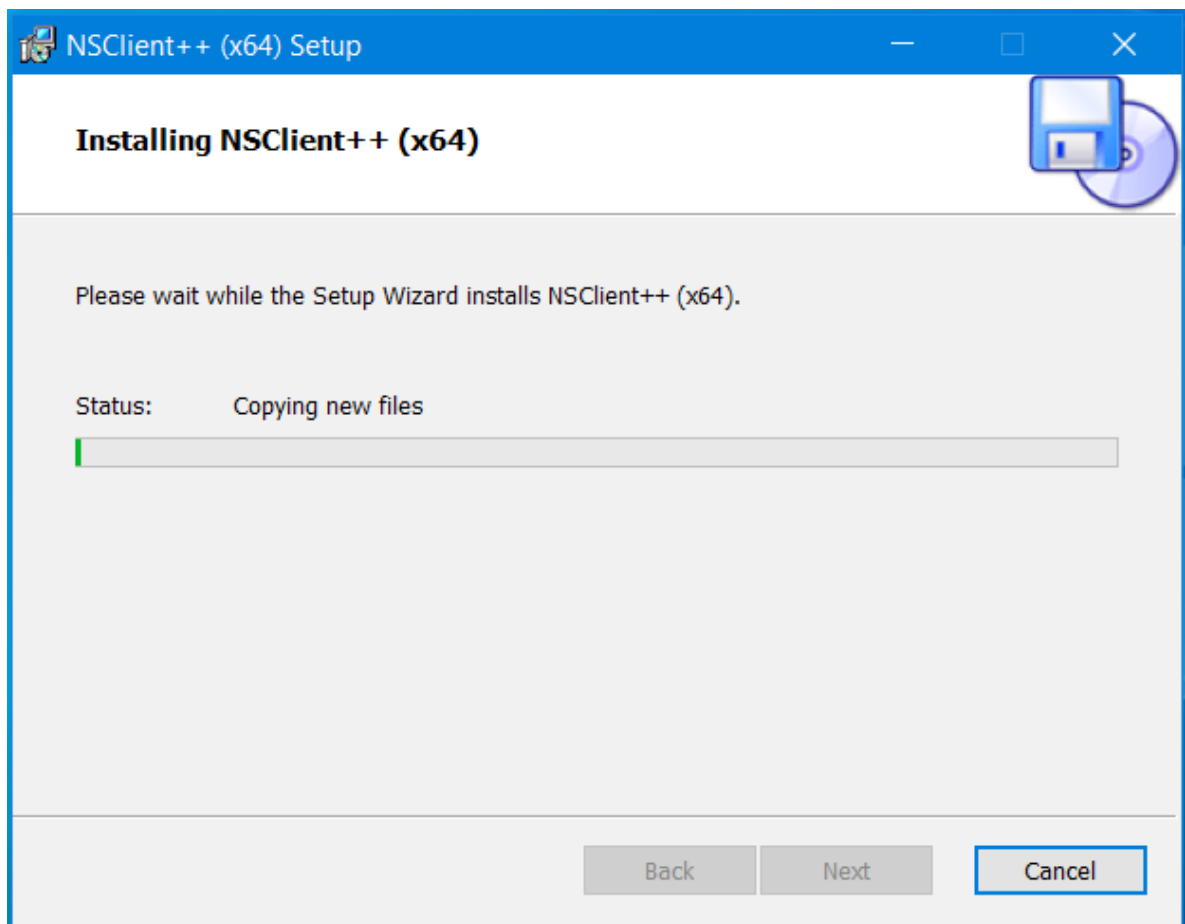 NSClient++ (x64) Setup
Installing NSClient++ (x64)
Please wait while the Setup Wizard installs NSClient++ (x64).
Status: Copying new files
Back Next Cancel